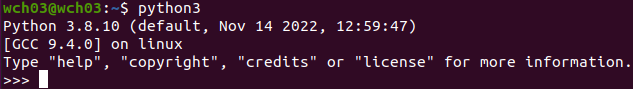 wch03@wch03:~$ python3
Python 3.8.10 (default, Nov 14 2022, 12:59:47)
[GCC 9.4.0] on linux
Type "help", "copyright", "credits" or "license" for more information.
>>>